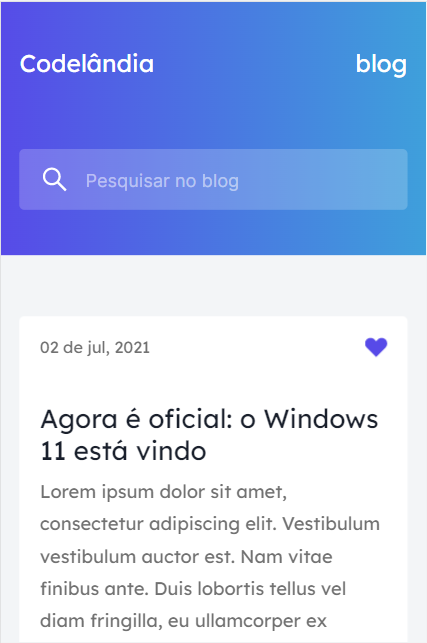 Codelândia
blog
Pesquisar no blog
02 de jul, 2021
Agora é oficial: o Windows
11 está vindo
Lorem ipsum dolor sit amet,
consectetur adipiscing elit. Vestibulum
vestibulum auctor est. Nam vitae
finibus ante. Duis lobortis tellus vel
diam fringilla, eu ullamcorper ex